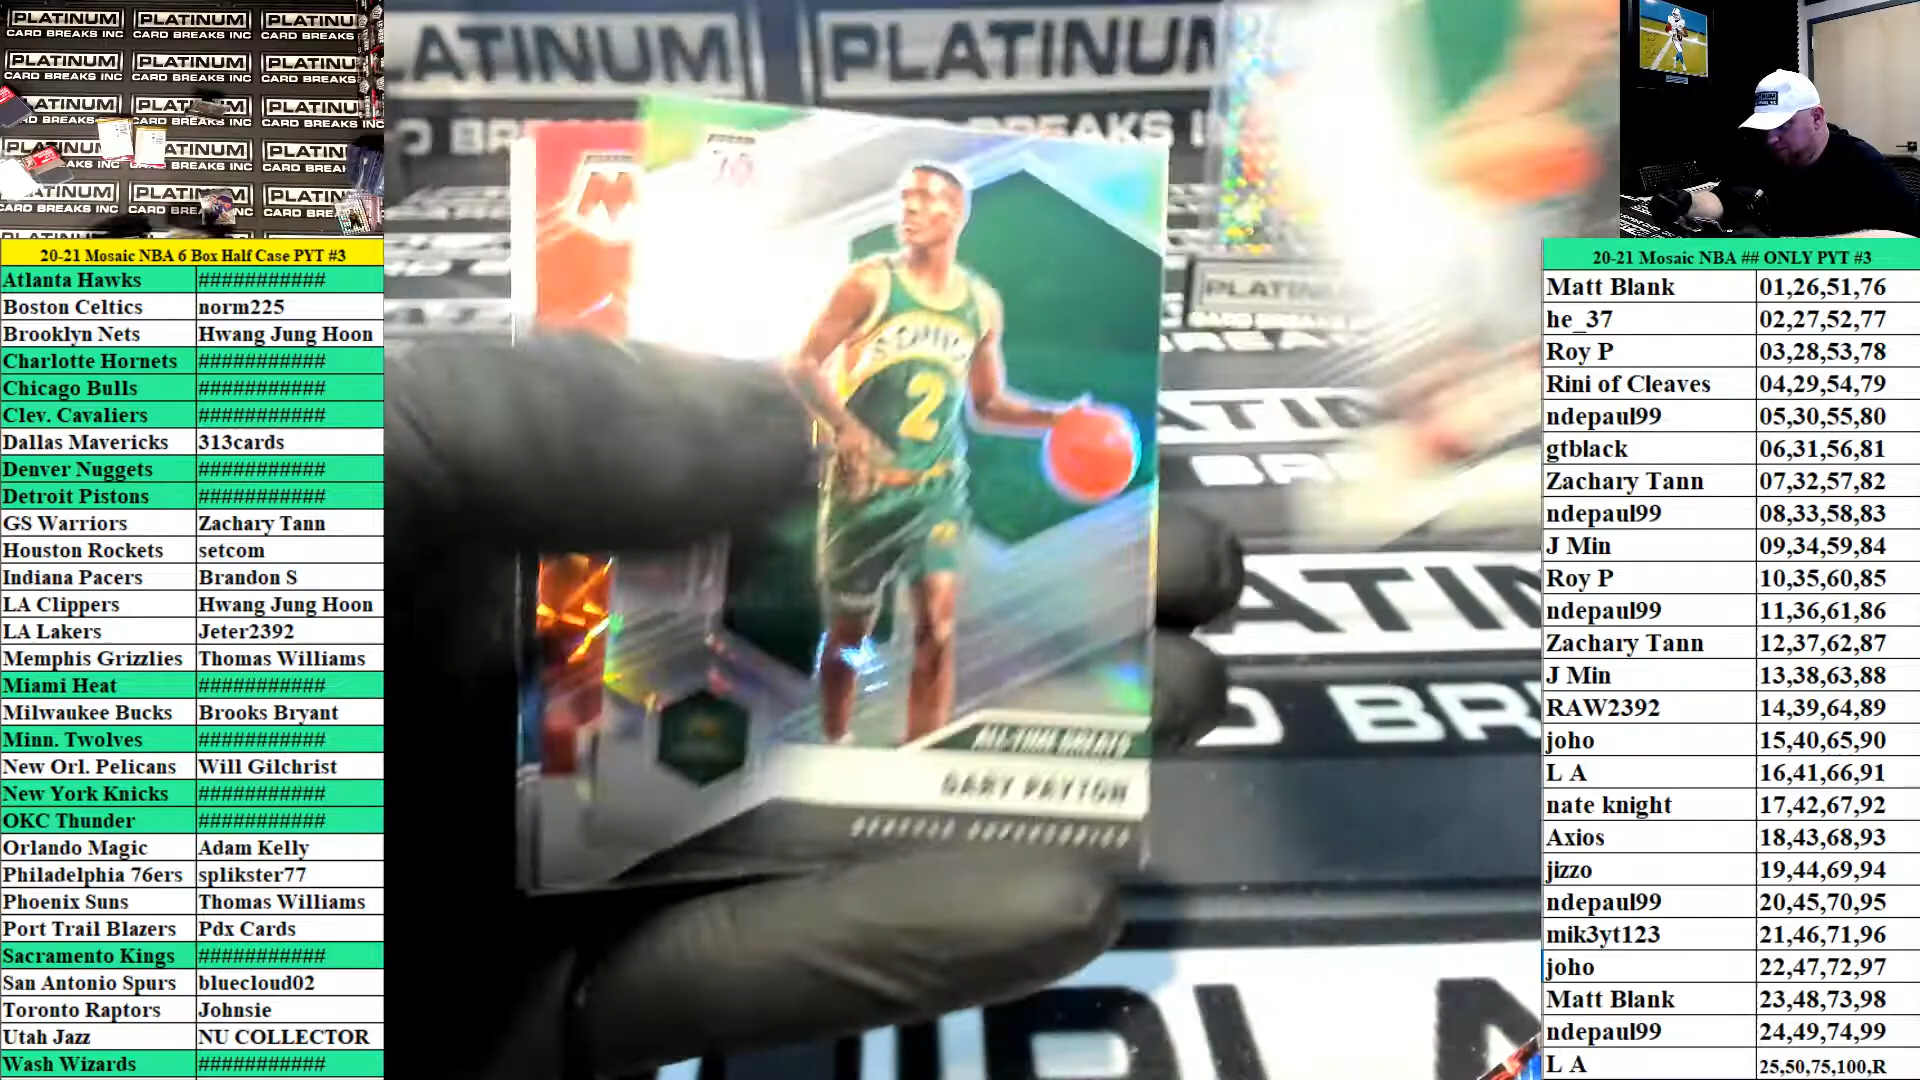 PLATINUM PLATINUM PLATINUM
CARD BREAKS INC CARD BREAKS INC CARD BREAKS
20-21 Mosaic NBA 6 Box Half Case PYT #3
Atlanta Hawks ###########
Boston Celtics norm225
Brooklyn Nets Hwang Jung Hoon
Charlotte Hornets ###########
Chicago Bulls ###########
Clev. Cavaliers ###########
Dallas Mavericks 313cards
Denver Nuggets ###########
Detroit Pistons ###########
GS Warriors Zachary Tann
Houston Rockets setcom
Indiana Pacers Brandon S
LA Clippers Hwang Jung Hoon
LA Lakers Jeter2392
Memphis Grizzlies Thomas Williams
Miami Heat ###########
Milwaukee Bucks Brooks Bryant
Minn. Twolves ###########
New Orl. Pelicans Will Gilchrist
New York Knicks ###########
OKC Thunder ###########
Orlando Magic Adam Kelly
Philadelphia 76ers splikster77
Phoenix Suns Thomas Williams
Port Trail Blazers Pdx Cards
Sacramento Kings ###########
San Antonio Spurs bluecloud02
Toronto Raptors Johnsie
Utah Jazz NU COLLECTOR
Wash Wizards ###########
PLATINUM
2
ALL-TIME GREATS
GARY PAYTON
SEATTLE SUPERSONICS
20-21 Mosaic NBA ## ONLY PYT #3
Matt Blank 01,26,51,76
he_37 02,27,52,77
Roy P 03,28,53,78
Rini of Cleaves 04,29,54,79
ndepaul99 05,30,55,80
gtblack 06,31,56,81
Zachary Tann 07,32,57,82
ndepaul99 08,33,58,83
J Min 09,34,59,84
Roy P 10,35,60,85
ndepaul99 11,36,61,86
Zachary Tann 12,37,62,87
J Min 13,38,63,88
RAW2392 14,39,64,89
joho 15,40,65,90
L A 16,41,66,91
nate knight 17,42,67,92
Axios 18,43,68,93
jizzo 19,44,69,94
ndepaul99 20,45,70,95
mik3yt123 21,46,71,96
joho 22,47,72,97
Matt Blank 23,48,73,98
ndepaul99 24,49,74,99
L A 25,50,75,100,R